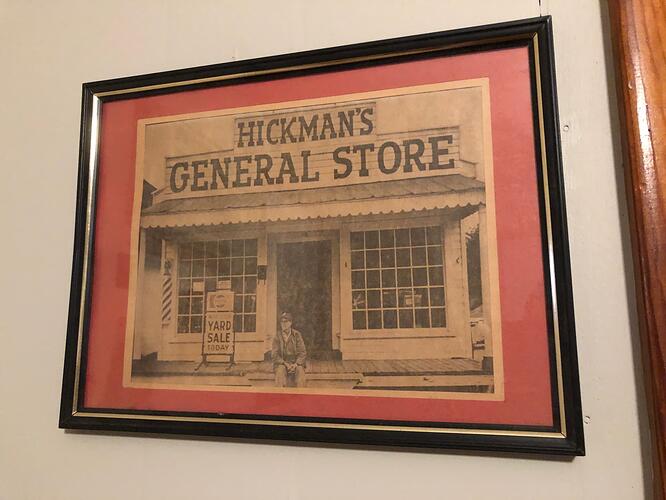 HICKMAN'S
GENERAL STORE
YARD
SALE
TODAY